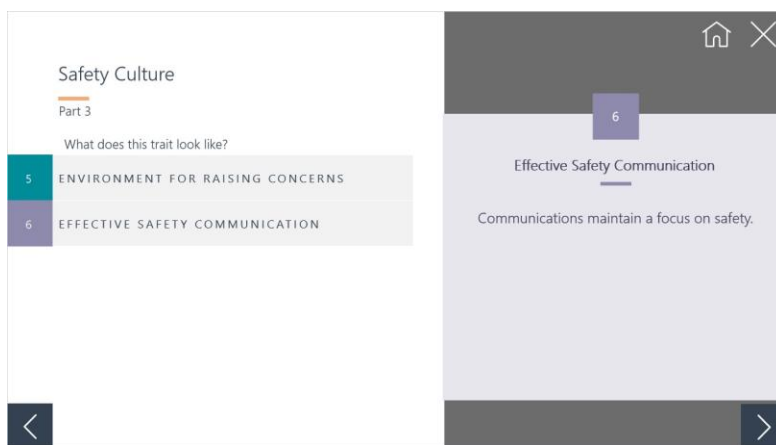 Safety Culture
Part 3
What does this trait look like?
5 ENVIRONMENT FOR RAISING CONCERNS
6 EFFECTIVE SAFETY COMMUNICATION
6
Effective Safety Communication
Communications maintain a focus on safety.